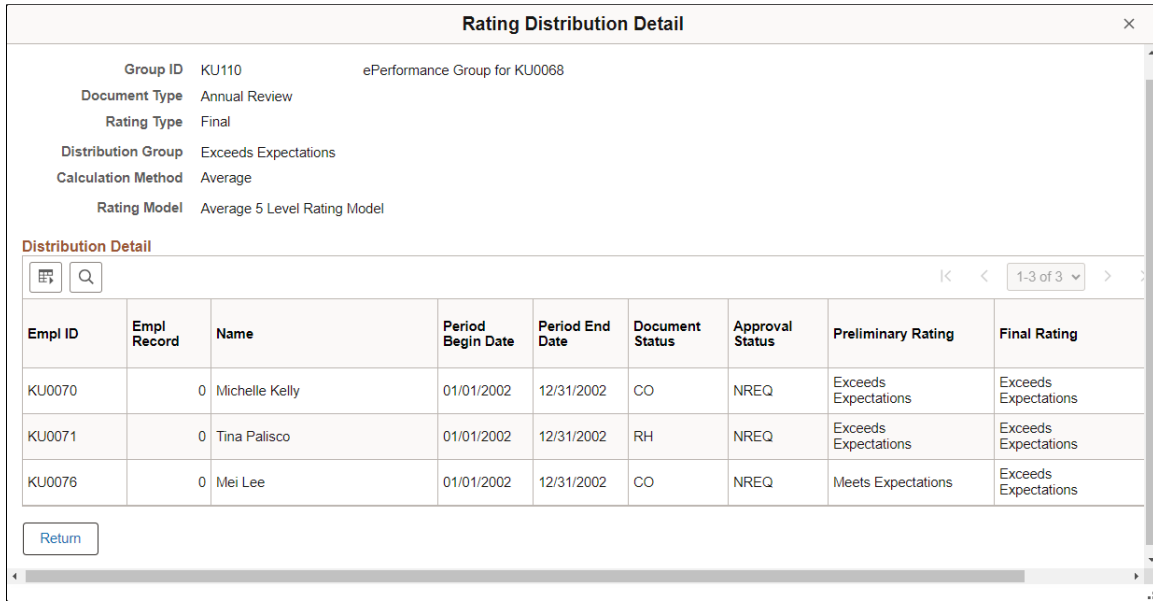 Rating Distribution Detail
Group ID KU110 ePerformance Group for KU0068
Document Type Annual Review
Rating Type Final
Distribution Group Exceeds Expectations
Calculation Method Average
Rating Model Average 5 Level Rating Model
Distribution Detail
1-3 of 3
Empl ID Empl Record Name Period Begin Date Period End Date Document Status Approval Status Preliminary Rating Final Rating
KU0070 0 Michelle Kelly 01/01/2002 12/31/2002 CO NREQ Exceeds Expectations Exceeds Expectations
KU0071 0 Tina Palisco 01/01/2002 12/31/2002 RH NREQ Exceeds Expectations Exceeds Expectations
KU0076 0 Mei Lee 01/01/2002 12/31/2002 CO NREQ Meets Expectations Exceeds Expectations
Return